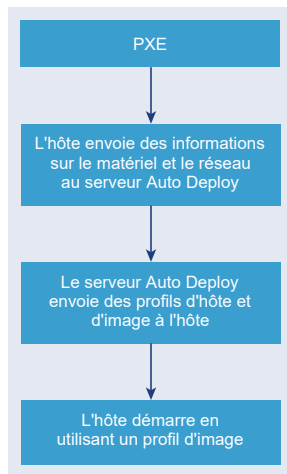 PXE
L'hôte envoie des informations
sur le matériel et le réseau
au serveur Auto Deploy
Le serveur Auto Deploy
envoie des profils d'hôte et
d'image à l'hôte
L'hôte démarre en
utilisant un profil d'image